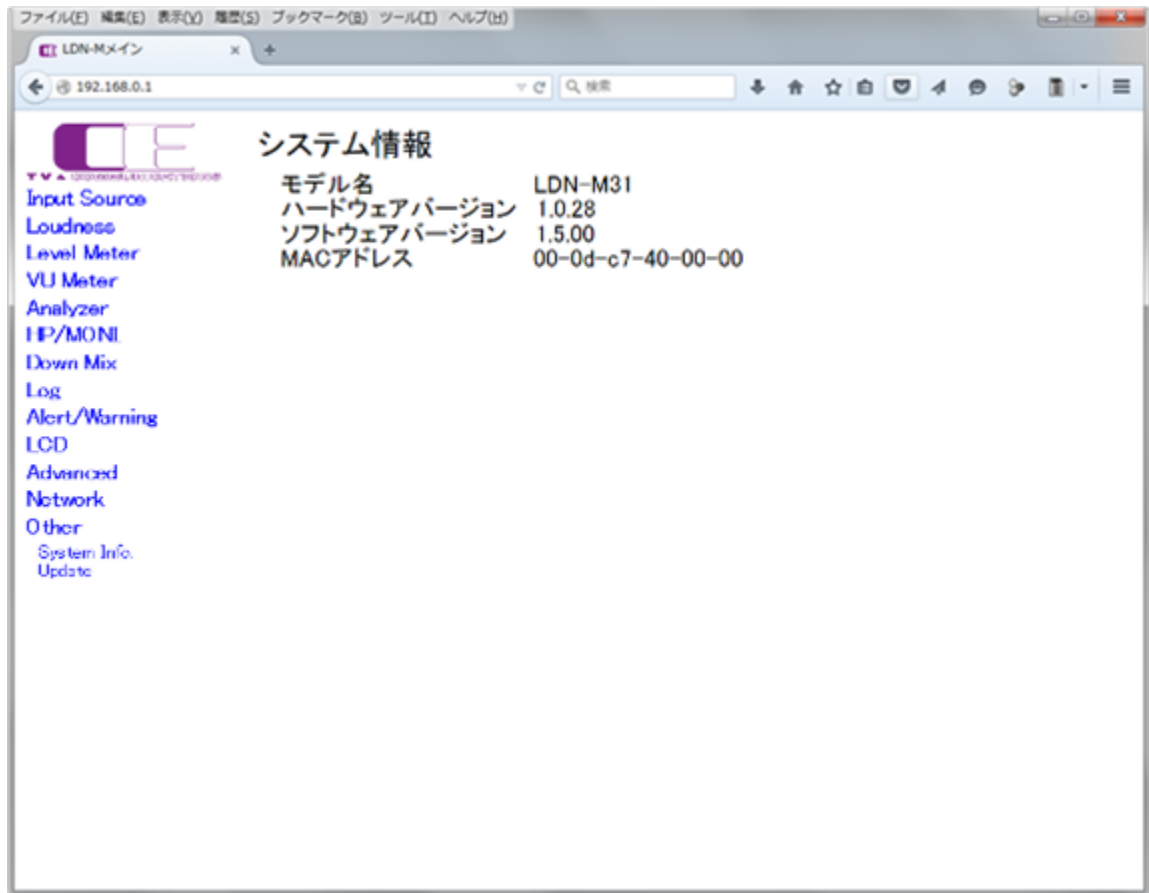 ファイル(F) 編集(E) 表示(V) 履歴(S) ブックマーク(B) ツール(T) ヘルプ(H)
LDN-Mメイン
192.168.0.1
検索
システム情報
モデル名 LDN-M31
ハードウェアバージョン 1.0.28
ソフトウェアバージョン 1.5.00
MACアドレス 00-0d-c7-40-00-00
Input Source
Loudness
Level Meter
VU Meter
Analyzer
HP/MONI
Down Mix
Log
Alert/Warning
LCD
Advanced
Network
Other
System Info.
Update